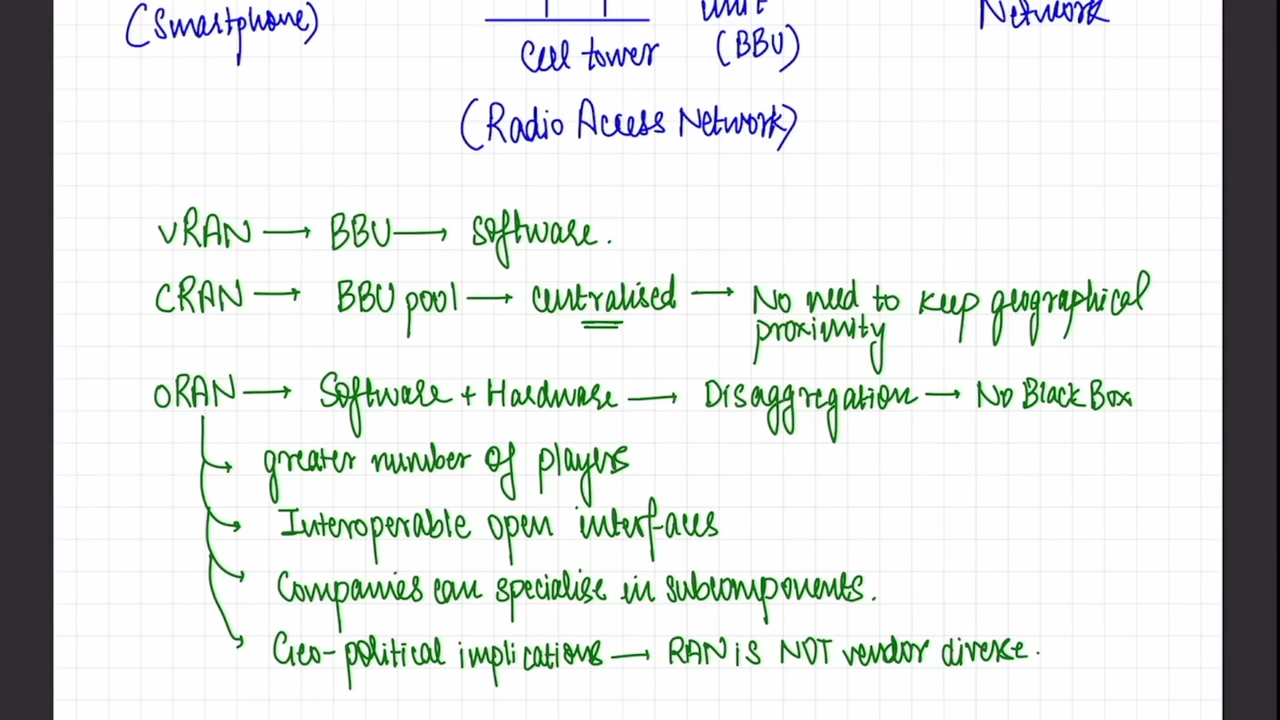 (Smartphone)
Cell tower
(BBU)
Network
(Radio Access Network)
vRAN → BBU → software.
CRAN → BBU pool → centralised → No need to keep geographical
proximity
ORAN → Software + Hardware → Disaggregation → No Black Box
greater number of players
Interoperable open interfaces
Companies can specialise in subcomponents.
Geo-political implications → RAN is NOT vendor diverse.